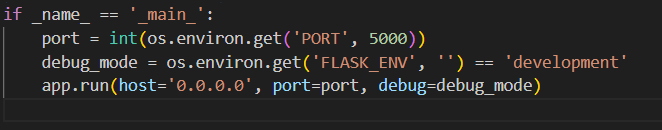 if _name_ == '_main_':
    port = int(os.environ.get('PORT', 5000))
    debug_mode = os.environ.get('FLASK_ENV', '') == 'development'
    app.run(host='0.0.0.0', port=port, debug=debug_mode)